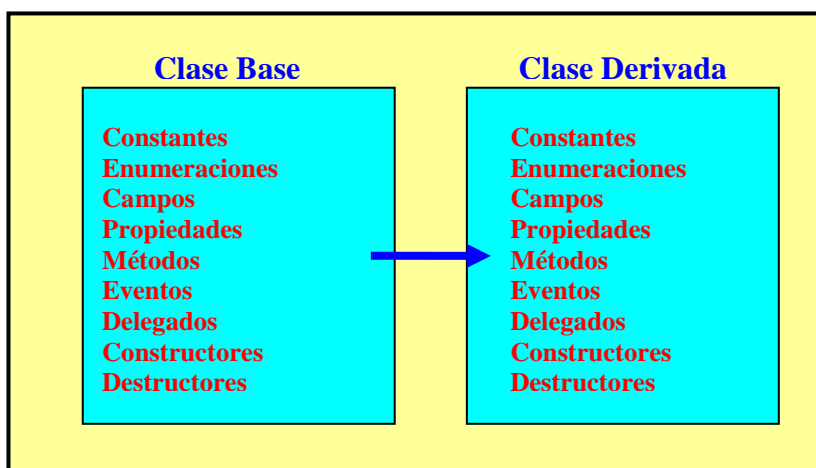 Clase Base
Constantes
Enumeraciones
Campos
Propiedades
Métodos
Eventos
Delegados
Constructores
Destructores
Clase Derivada
Constantes
Enumeraciones
Campos
Propiedades
Métodos
Eventos
Delegados
Constructores
Destructores